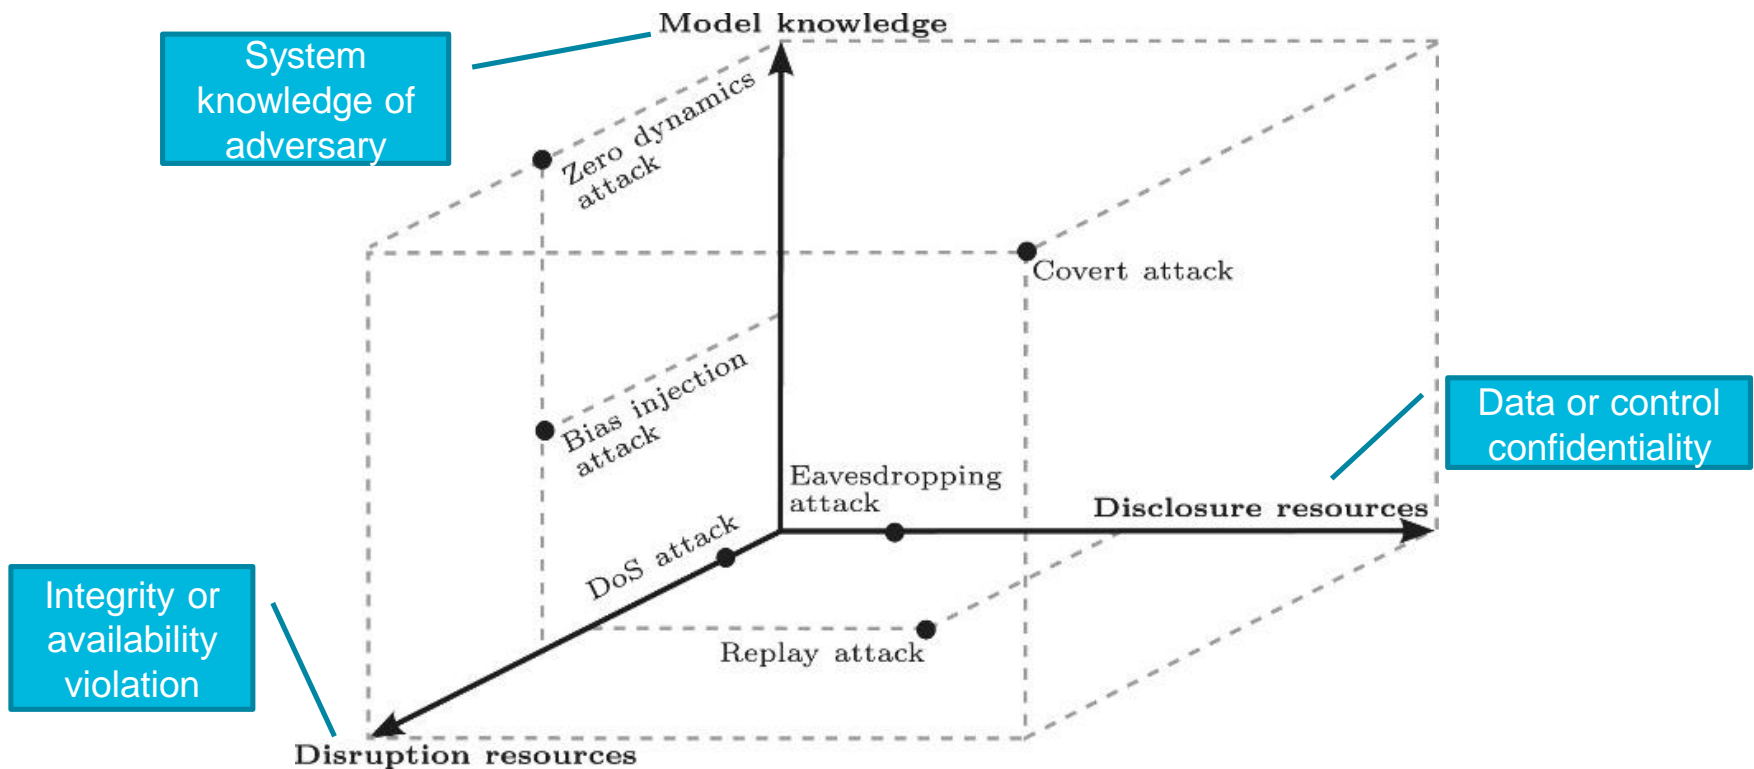 Model knowledge
System
knowledge of
adversary
Zero dynamics
attack
Covert attack
Bias injection
attack
Data or control
confidentiality
Eavesdropping
attack
Disclosure resources
DoS attack
Integrity or
availability
violation
Replay attack
Disruption resources